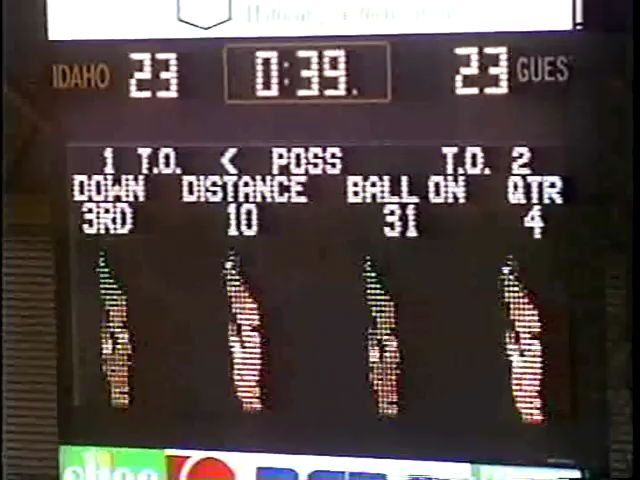 IDAHO 23 0:39. 23 GUES
1 T.O. < POSS T.O. 2
DOWN DISTANCE BALL ON QTR
3RD 10 31 4